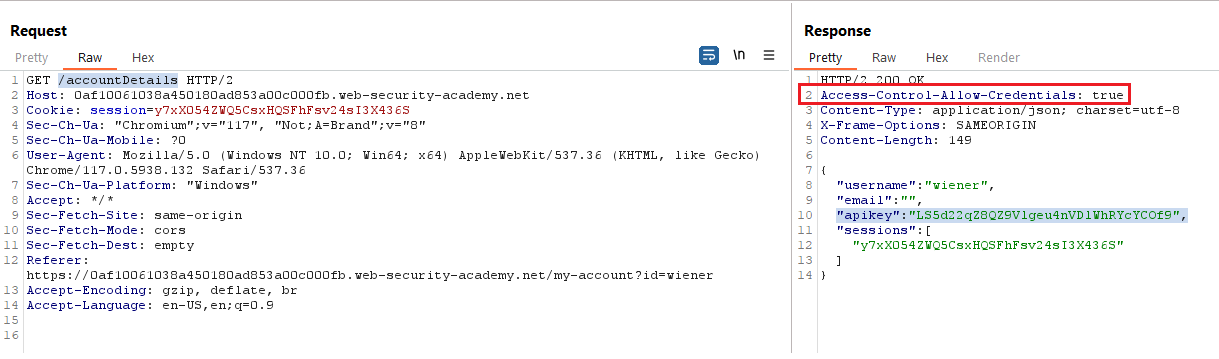 Request
Pretty Raw Hex
\n
1 GET /accountDetails HTTP/2
2 Host: 0af10061038a450180ad853a00c000fb.web-security-academy.net
3 Cookie: session=y7xXO54ZWQ5CsxHQSFhFsv24sI3X436S
4 Sec-Ch-Ua: "Chromium";v="117", "Not;A=Brand";v="8"
5 Sec-Ch-Ua-Mobile: ?0
6 User-Agent: Mozilla/5.0 (Windows NT 10.0; Win64; x64) AppleWebKit/537.36 (KHTML, like Gecko)
Chrome/117.0.5938.132 Safari/537.36
7 Sec-Ch-Ua-Platform: "Windows"
8 Accept: */*
9 Sec-Fetch-Site: same-origin
10 Sec-Fetch-Mode: cors
11 Sec-Fetch-Dest: empty
12 Referer:
https://0af10061038a450180ad853a00c000fb.web-security-academy.net/my-account?id=wiener
13 Accept-Encoding: gzip, deflate, br
14 Accept-Language: en-US,en;q=0.9
15
16
Response
Pretty Raw Hex Render
1 HTTP/2 200 OK
2 Access-Control-Allow-Credentials: true
3 Content-Type: application/json; charset=utf-8
4 X-Frame-Options: SAMEORIGIN
5 Content-Length: 149
6
7 {
8 "username":"wiener",
9 "email":"",
10 "apikey":"LS5d22qZ8QZ9Vlgeu4nVDlWhRYcYCOf9",
11 "sessions":[
12 "y7xXO54ZWQ5CsxHQSFhFsv24sI3X436S"
13 ]
14 }